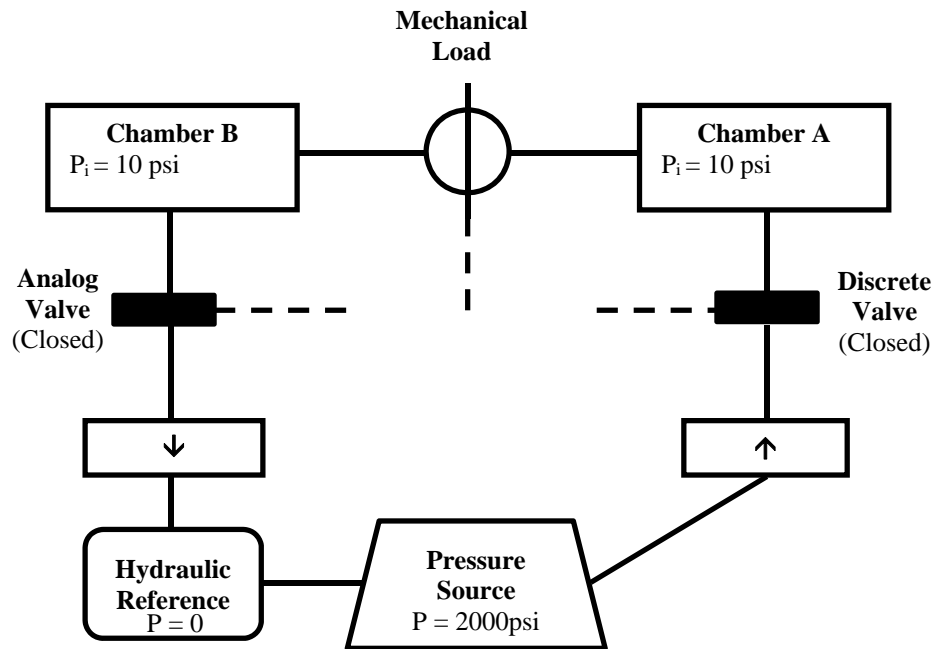 Mechanical
Load
Chamber B
Pi = 10 psi
Chamber A
Pi = 10 psi
Analog
Valve
(Closed)
Discrete
Valve
(Closed)
↓
↑
Hydraulic
Reference
P = 0
Pressure
Source
P = 2000psi